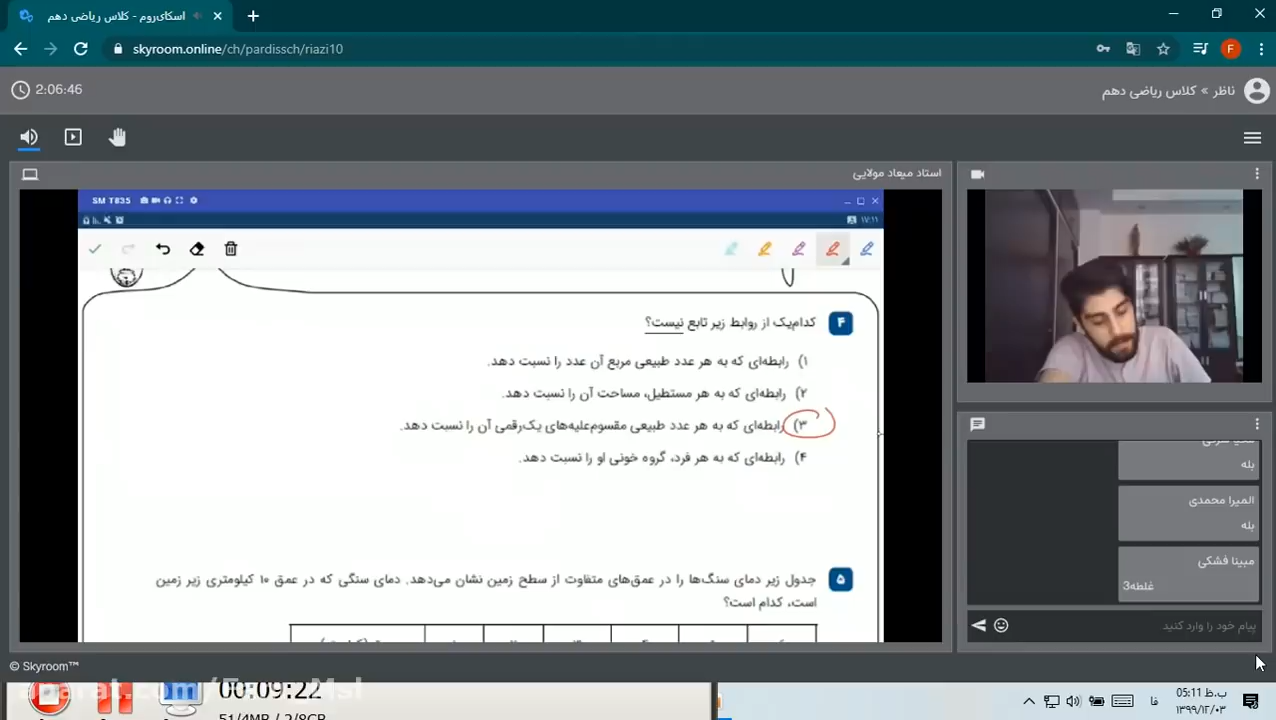 اسکای‌روم - کلاس ریاضی دهم
skyroom.online/ch/pardissch/riazi10
F
2:06:46
ناظر » کلاس ریاضی دهم
استاد میعاد مولایی
SM T835
۱۷:۱۱
۴ کدام‌یک از روابط زیر تابع نیست؟
۱) رابطه‌ای که به هر عدد طبیعی مربع آن عدد را نسبت دهد.
۲) رابطه‌ای که به هر مستطیل، مساحت آن را نسبت دهد.
۳) رابطه‌ای که به هر عدد طبیعی مقسوم‌علیه‌های یک‌رقمی آن را نسبت دهد.
۴) رابطه‌ای که به هر فرد، گروه خونی او را نسبت دهد.
۵ جدول زیر دمای سنگ‌ها را در عمق‌های متفاوت از سطح زمین نشان می‌دهد. دمای سنگی که در عمق ۱۰ کیلومتری زیر زمین
است، کدام است؟
بله
المیرا محمدی
بله
مبینا فشکی
غلطه3
پیام خود را وارد کنید
© Skyroom™
00:09:22
فا
05:11 ب.ظ
۱۳۹۹/۱۲/۰۳